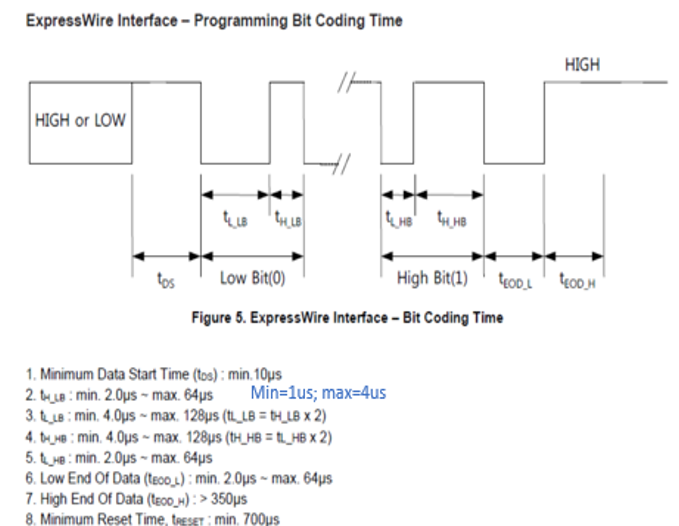 ExpressWire Interface – Programming Bit Coding Time
HIGH
HIGH or LOW
tL_LB tH_LB tL_HB tH_HB
tDS Low Bit(0) High Bit(1) tEOD_L tEOD_H
Figure 5. ExpressWire Interface – Bit Coding Time
1. Minimum Data Start Time (tDS) : min.10µs
2. tH_LB : min. 2.0µs ~ max. 64µs Min=1us; max=4us
3. tL_LB : min. 4.0µs ~ max. 128µs (tL_LB = tH_LB x 2)
4. tH_HB : min. 4.0µs ~ max. 128µs (tH_HB = tL_HB x 2)
5. tL_HB : min. 2.0µs ~ max. 64µs
6. Low End Of Data (tEOD_L) : min. 2.0µs ~ max. 64µs
7. High End Of Data (tEOD_H) : > 350µs
8. Minimum Reset Time, tRESET : min. 700µs